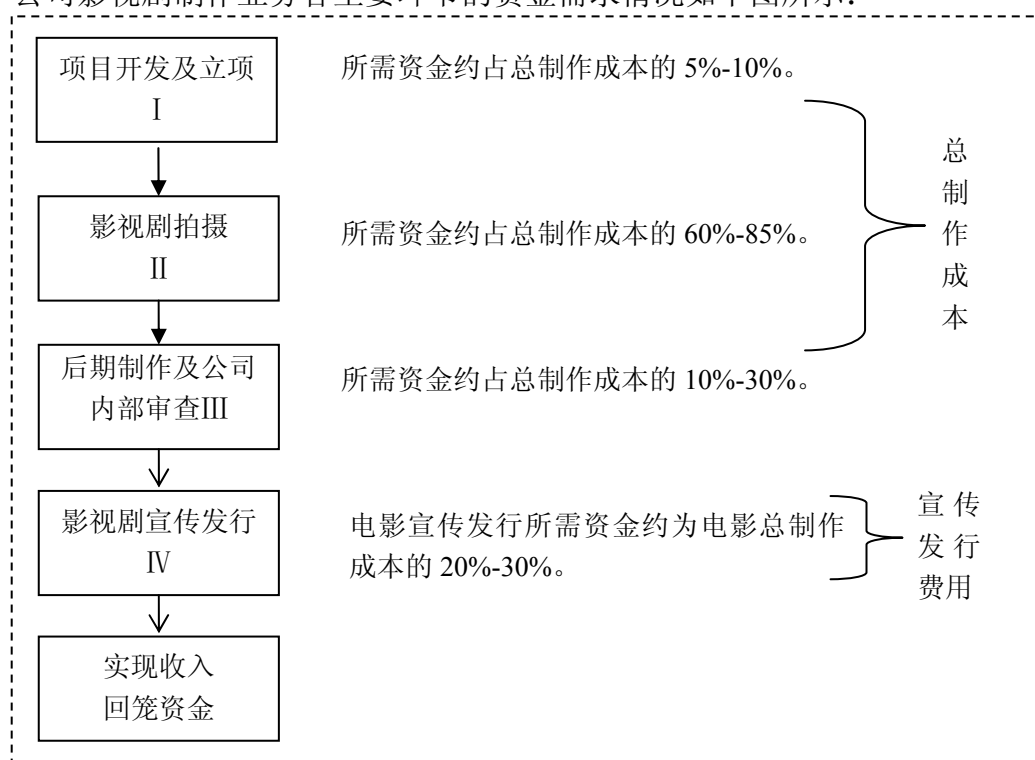 公司影视剧制作业务各主要环节的资金需求情况如下图所示：
项目开发及立项
Ⅰ
所需资金约占总制作成本的 5%-10%。
影视剧拍摄
Ⅱ
所需资金约占总制作成本的 60%-85%。
后期制作及公司
内部审查Ⅲ
所需资金约占总制作成本的 10%-30%。
总
制
作
成
本
影视剧宣传发行
Ⅳ
电影宣传发行所需资金约为电影总制作
成本的 20%-30%。
宣 传
发 行
费用
实现收入
回笼资金